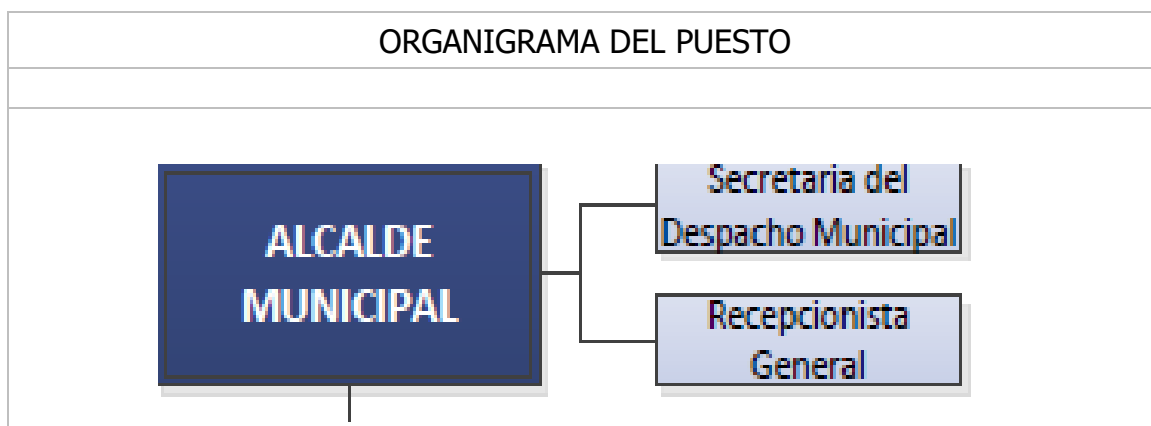 ORGANIGRAMA DEL PUESTO
ALCALDE
MUNICIPAL
Secretaria del
Despacho Municipal
Recepcionista
General